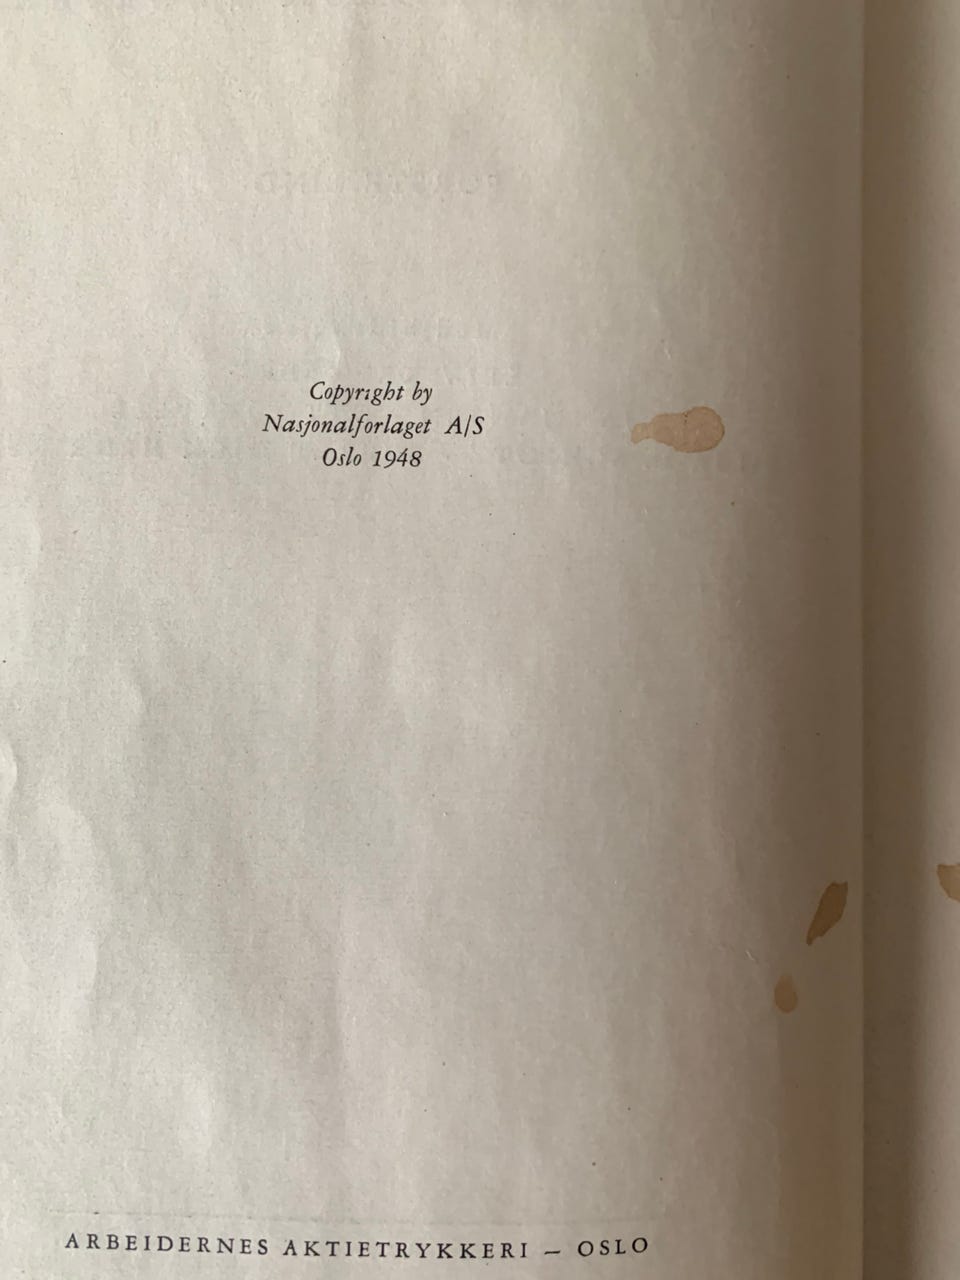 Copyright by
Nasjonalforlaget A/S
Oslo 1948
ARBEIDERNES AKTIETRYKKERI — OSLO